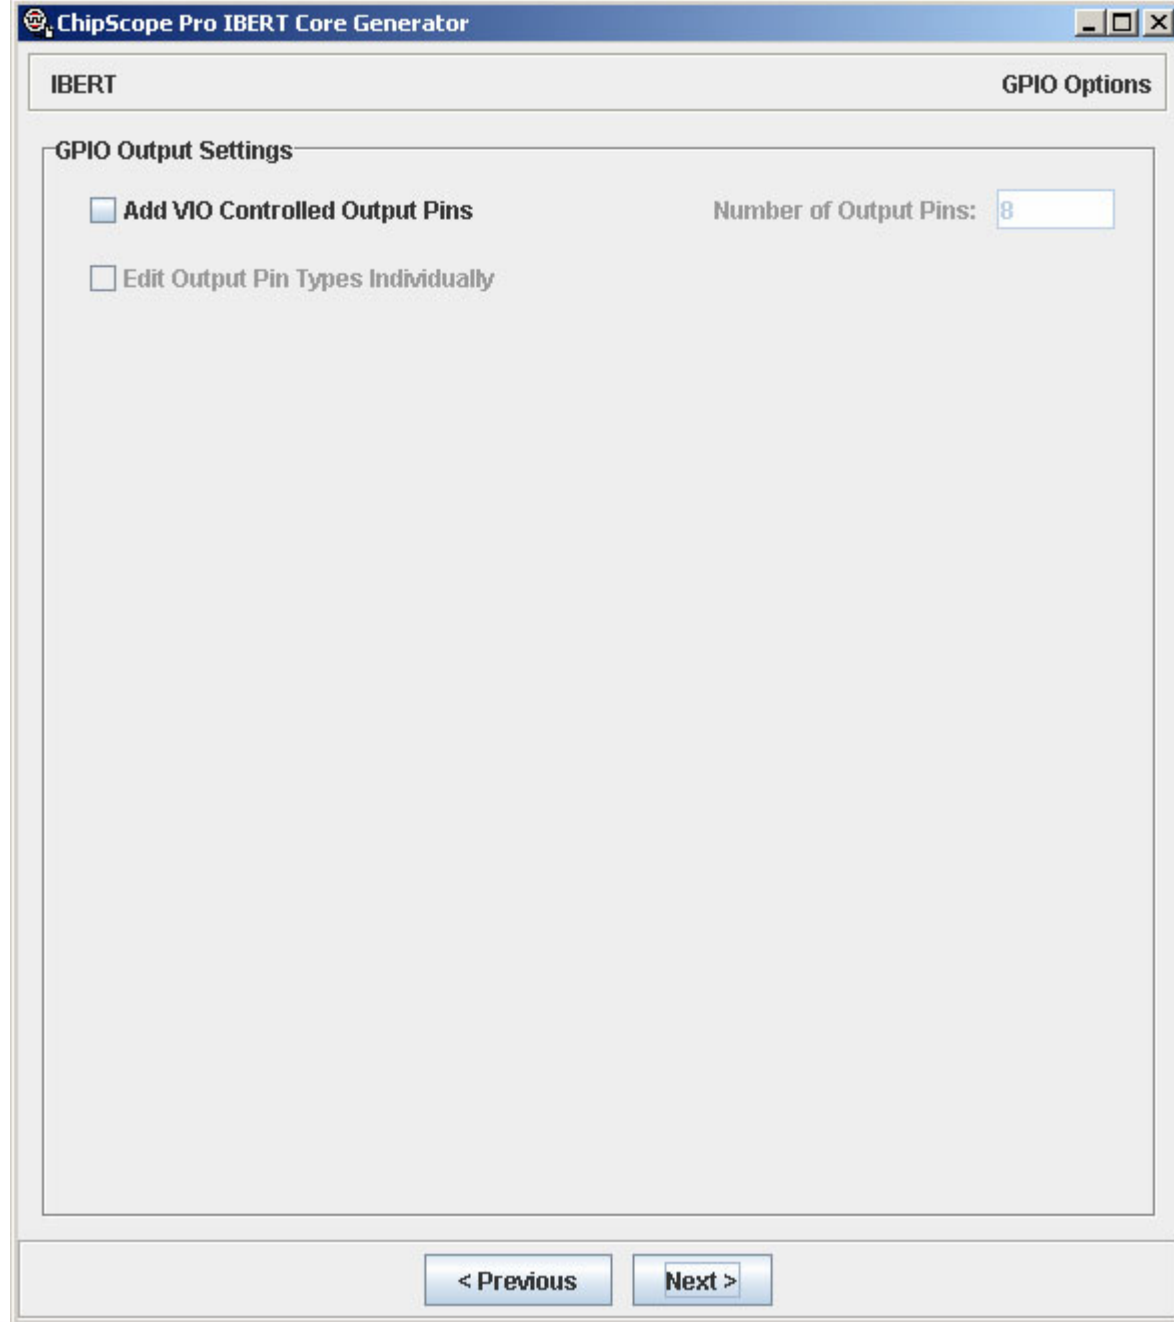 ChipScope Pro IBERT Core Generator
IBERT GPIO Options
GPIO Output Settings
Add VIO Controlled Output Pins Number of Output Pins: 8
Edit Output Pin Types Individually
< Previous Next >